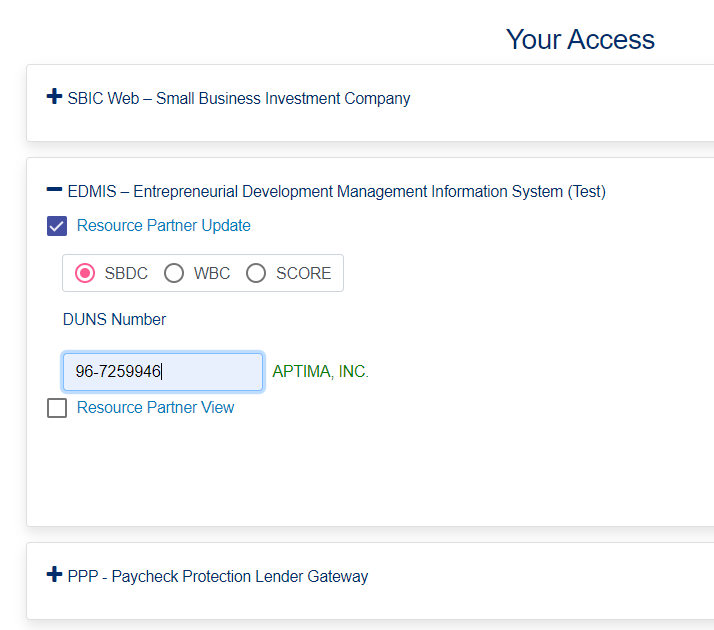 Your Access
SBIC Web – Small Business Investment Company
EDMIS – Entrepreneurial Development Management Information System (Test)
Resource Partner Update
SBDC WBC SCORE
DUNS Number
96-7259946 APTIMA, INC.
Resource Partner View
PPP - Paycheck Protection Lender Gateway